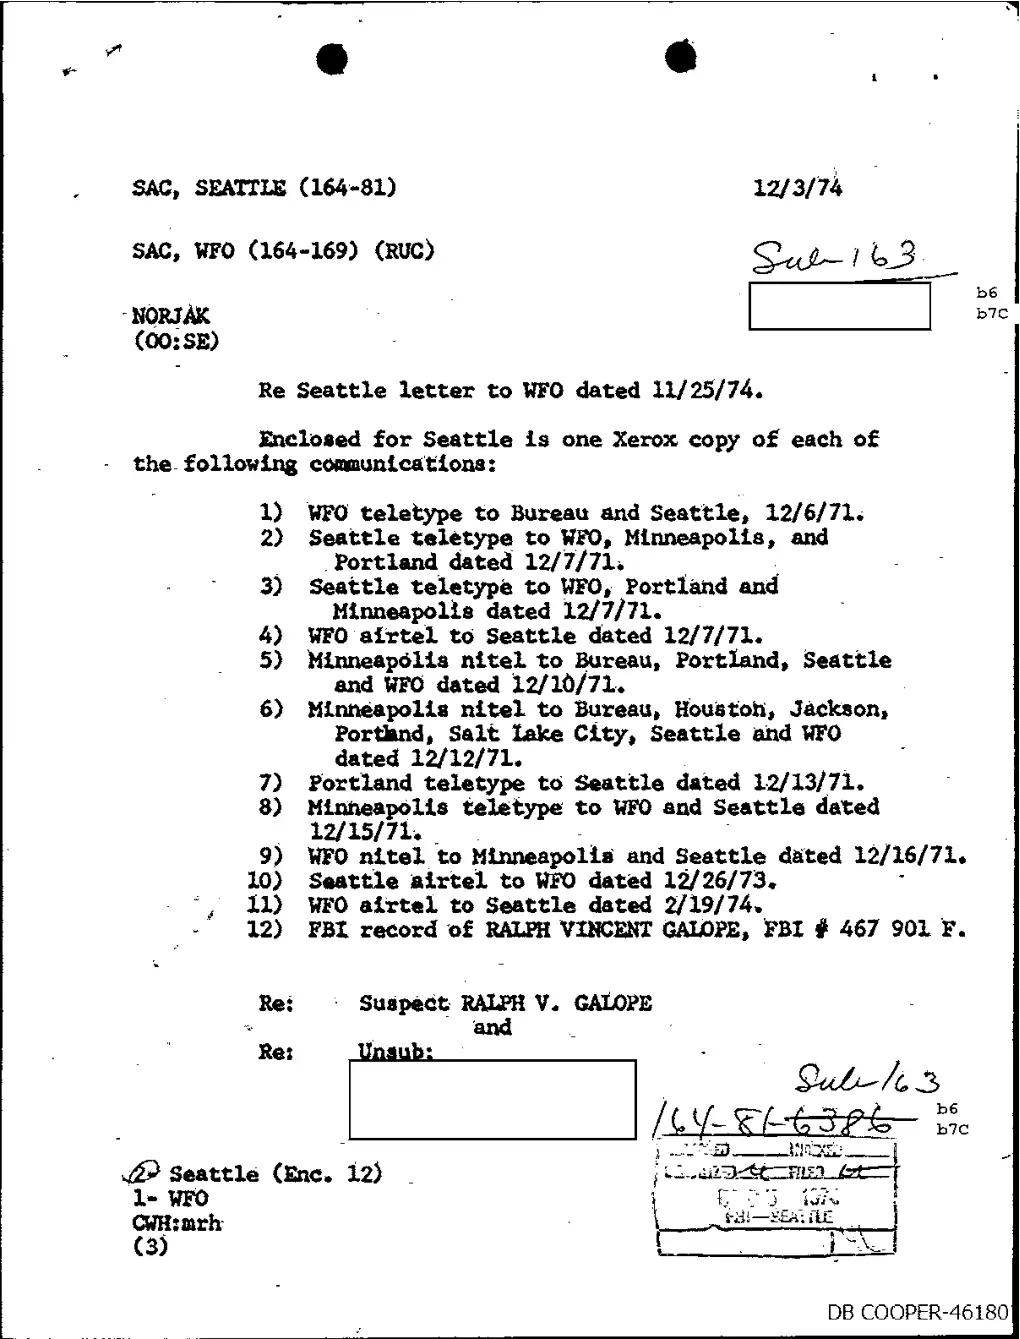 SAC, SEATTLE (164-81) 12/3/74
SAC, WFO (164-169) (RUC)
Sub-163
b6
b7C
NORJAK
(OO:SE)
Re Seattle letter to WFO dated 11/25/74.
Enclosed for Seattle is one Xerox copy of each of
the following communications:
1) WFO teletype to Bureau and Seattle, 12/6/71.
2) Seattle teletype to WFO, Minneapolis, and
Portland dated 12/7/71.
3) Seattle teletype to WFO, Portland and
Minneapolis dated 12/7/71.
4) WFO airtel to Seattle dated 12/7/71.
5) Minneapolis nitel to Bureau, Portland, Seattle
and WFO dated 12/10/71.
6) Minneapolis nitel to Bureau, Houston, Jackson,
Portland, Salt Lake City, Seattle and WFO
dated 12/12/71.
7) Portland teletype to Seattle dated 12/13/71.
8) Minneapolis teletype to WFO and Seattle dated
12/15/71.
9) WFO nitel to Minneapolis and Seattle dated 12/16/71.
10) Seattle airtel to WFO dated 12/26/73.
11) WFO airtel to Seattle dated 2/19/74.
12) FBI record of RALPH VINCENT GALOPE, FBI # 467 901 F.
Re: Suspect RALPH V. GALOPE
and
Re: Unsub:
Sub-163
164-81-6386
b6
b7C
2- Seattle (Enc. 12)
1- WFO
CWH:mrh
(3)
FBI—SEATTLE
DB COOPER-46180